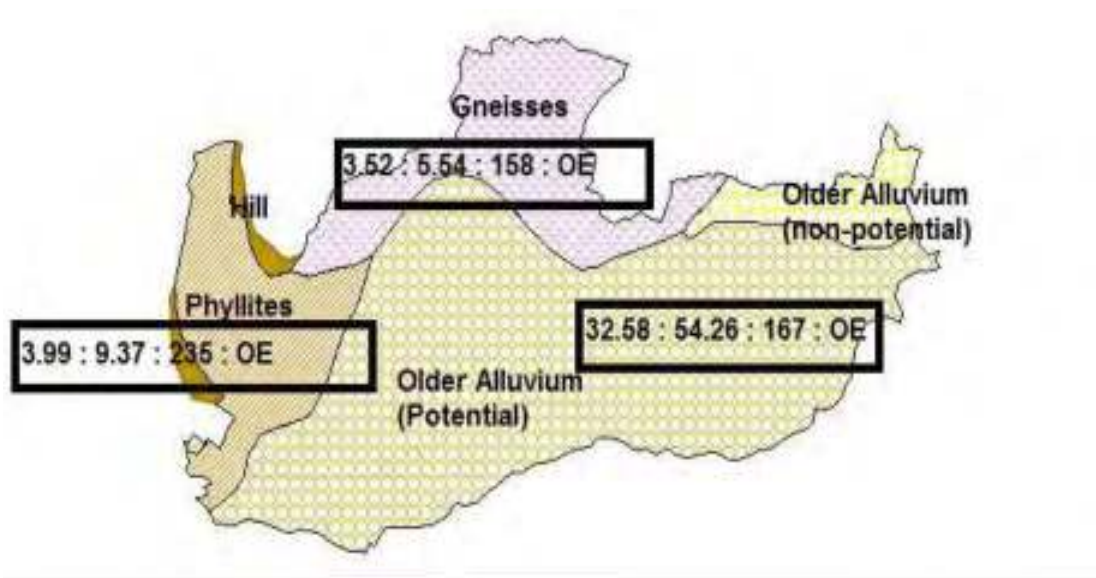 Gneisses
3.52 : 5.54 : 158 : OE
Hill
Older Alluvium
(non-potential)
Phyllites
3.99 : 9.37 : 235 : OE
32.58 : 54.26 : 167 : OE
Older Alluvium
(Potential)